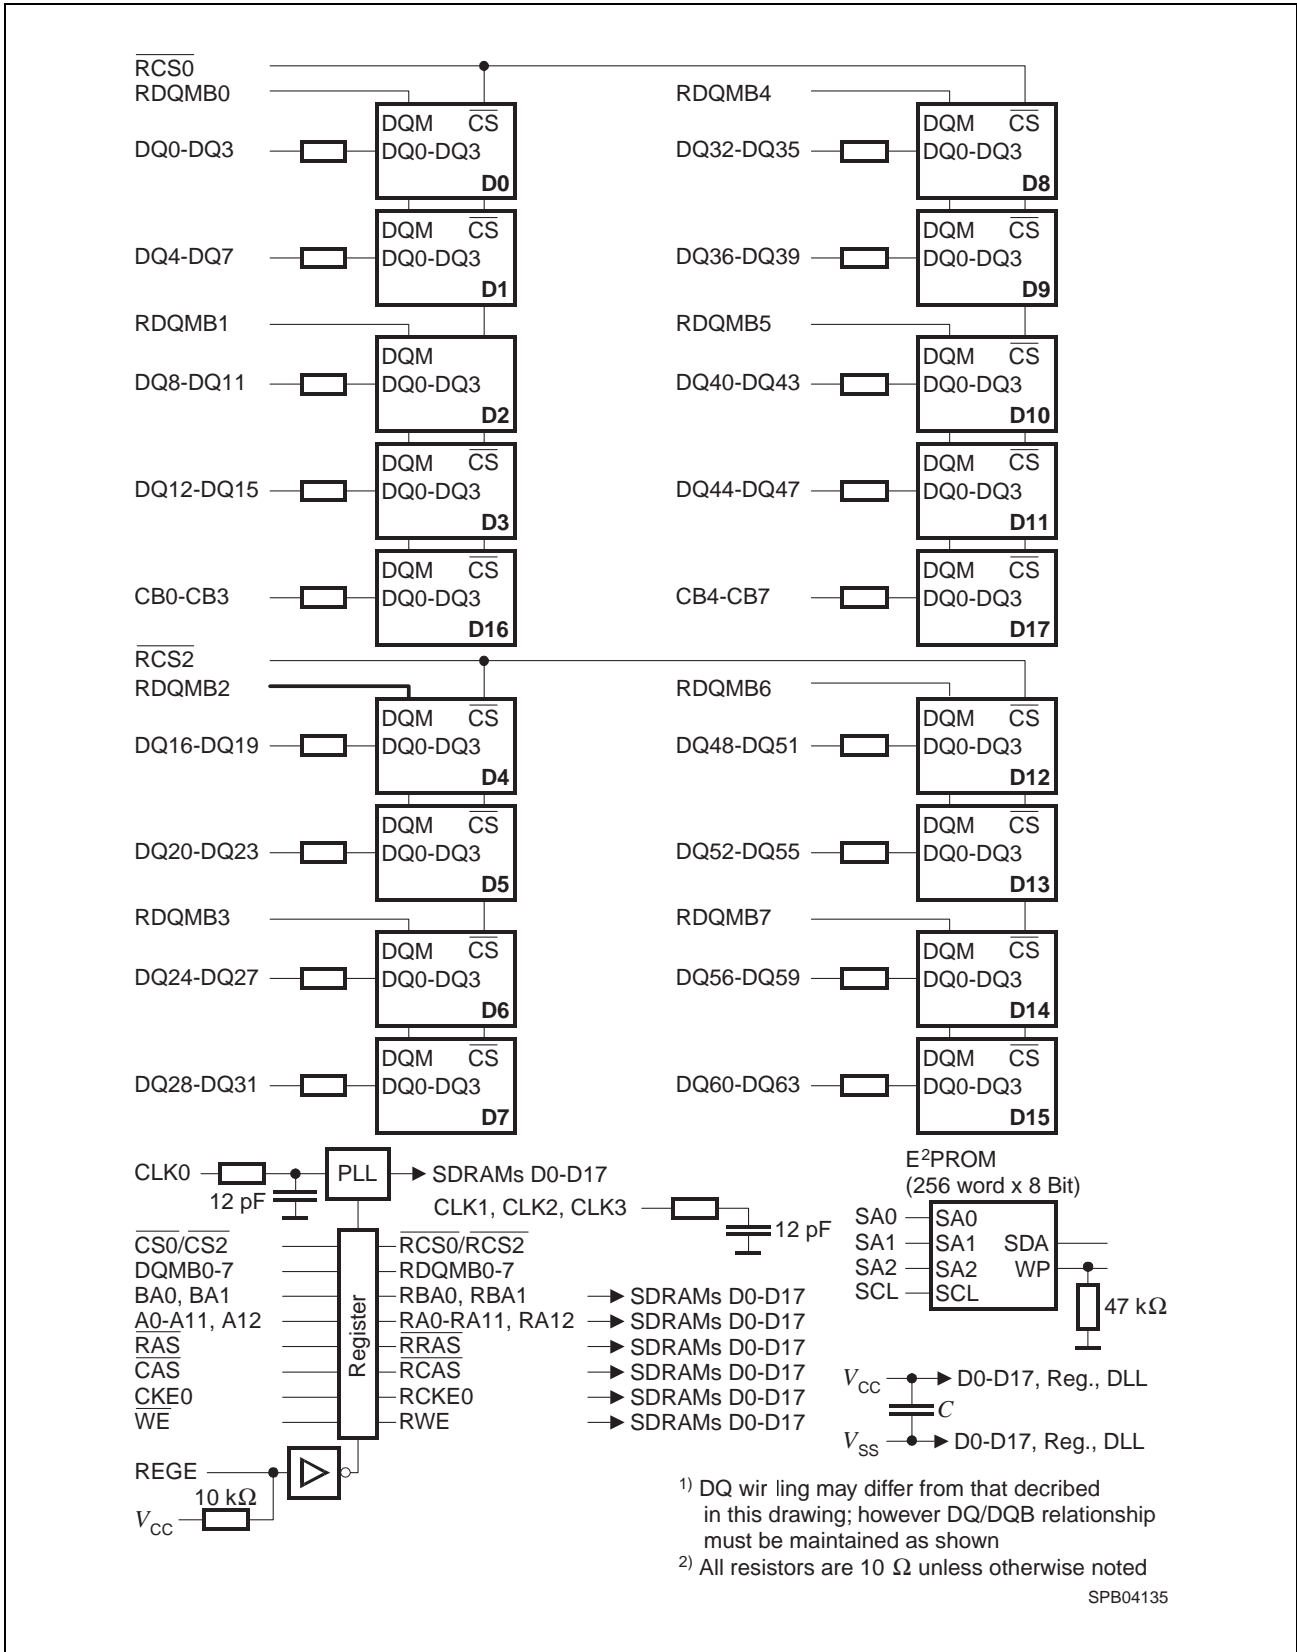 RCS0
RDQMB0
RDQMB4
DQM CS
DQM CS
DQ0-DQ3
DQ0-DQ3
DQ0-DQ3
DQ32-DQ35
D0
D8
DQM CS
DQM CS
DQ4-DQ7
DQ0-DQ3
DQ36-DQ39
DQ0-DQ3
D1
D9
RDQMB1
RDQMB5
DQM
DQM CS
DQ8-DQ11
DQ0-DQ3
DQ40-DQ43
DQ0-DQ3
D2
D10
DQM CS
DQM CS
DQ12-DQ15
DQ0-DQ3
DQ44-DQ47
DQ0-DQ3
D3
D11
DQM CS
DQM CS
CB0-CB3
DQ0-DQ3
CB4-CB7
DQ0-DQ3
D16
D17
RCS2
RDQMB2
RDQMB6
DQM CS
DQM CS
DQ16-DQ19
DQ0-DQ3
DQ48-DQ51
DQ0-DQ3
D4
D12
DQM CS
DQM CS
DQ20-DQ23
DQ0-DQ3
DQ52-DQ55
DQ0-DQ3
D5
D13
RDQMB3
RDQMB7
DQM CS
DQM CS
DQ24-DQ27
DQ0-DQ3
DQ56-DQ59
DQ0-DQ3
D6
D14
DQM CS
DQM CS
DQ28-DQ31
DQ0-DQ3
DQ60-DQ63
DQ0-DQ3
D7
D15
CLK0
PLL
SDRAMs D0-D17
12 pF
CLK1, CLK2, CLK3
12 pF
E²PROM
(256 word x 8 Bit)
SA0 SA0
SA1 SA1 SDA
SA2 SA2 WP
SCL SCL
47 kΩ
Register
CS0/CS2 RCS0/RCS2
DQMB0-7 RDQMB0-7
BA0, BA1 RBA0, RBA1 SDRAMs D0-D17
A0-A11, A12 RA0-RA11, RA12 SDRAMs D0-D17
RAS RRAS SDRAMs D0-D17
CAS RCAS SDRAMs D0-D17
CKE0 RCKE0 SDRAMs D0-D17
WE RWE SDRAMs D0-D17
VCC D0-D17, Reg., DLL
C
VSS D0-D17, Reg., DLL
REGE
10 kΩ
VCC
1) DQ wir ling may differ from that decribed
in this drawing; however DQ/DQB relationship
must be maintained as shown
2) All resistors are 10 Ω unless otherwise noted
SPB04135